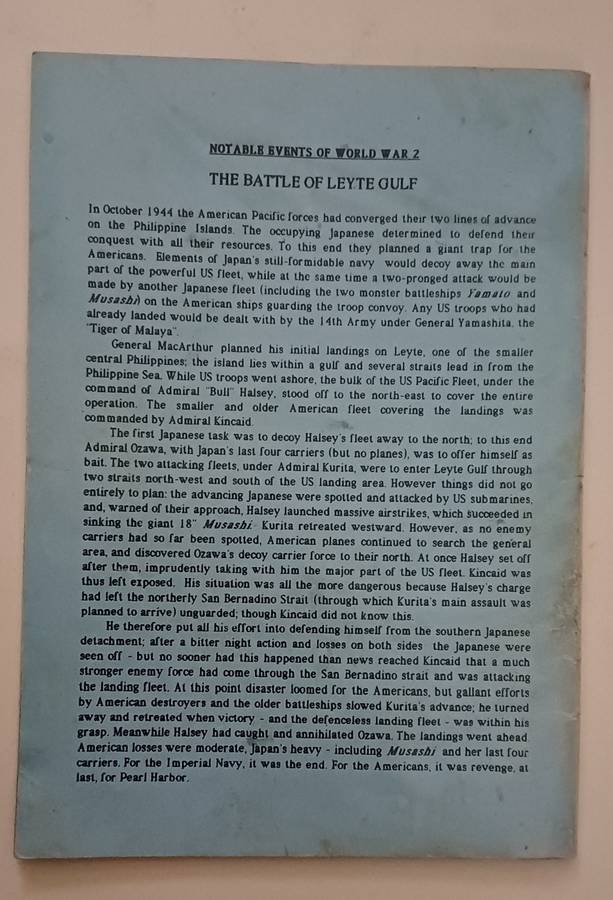 NOTABLE EVENTS OF WORLD WAR 2
THE BATTLE OF LEYTE GULF
In October 1944 the American Pacific forces had converged their two lines of advance
on the Philippine Islands. The occupying Japanese determined to defend their
conquest with all their resources. To this end they planned a giant trap for the
Americans. Elements of Japan's still-formidable navy would decoy away the main
part of the powerful US fleet, while at the same time a two-pronged attack would be
made by another Japanese fleet (including the two monster battleships Yamato and
Musashi) on the American ships guarding the troop convoy. Any US troops who had
already landed would be dealt with by the 14th Army under General Yamashita, the
"Tiger of Malaya".
General MacArthur planned his initial landings on Leyte, one of the smaller
central Philippines; the island lies within a gulf and several straits lead in from the
Philippine Sea. While US troops went ashore, the bulk of the US Pacific Fleet, under the
command of Admiral "Bull" Halsey, stood off to the north-east to cover the entire
operation. The smaller and older American fleet covering the landings was
commanded by Admiral Kincaid.
The first Japanese task was to decoy Halsey's fleet away to the north; to this end
Admiral Ozawa, with Japan's last four carriers (but no planes), was to offer himself as
bait. The two attacking fleets, under Admiral Kurita, were to enter Leyte Gulf through
two straits north-west and south of the US landing area. However things did not go
entirely to plan: the advancing Japanese were spotted and attacked by US submarines,
and, warned of their approach, Halsey launched massive airstrikes, which succeeded in
sinking the giant 18" Musashi. Kurita retreated westward. However, as no enemy
carriers had so far been spotted, American planes continued to search the general
area, and discovered Ozawa's decoy carrier force to their north. At once Halsey set off
after them, imprudently taking with him the major part of the US fleet. Kincaid was
thus left exposed. His situation was all the more dangerous because Halsey's charge
had left the northerly San Bernadino Strait (through which Kurita's main assault was
planned to arrive) unguarded; though Kincaid did not know this.
He therefore put all his effort into defending himself from the southern Japanese
detachment; after a bitter night action and losses on both sides the Japanese were
seen off - but no sooner had this happened than news reached Kincaid that a much
stronger enemy force had come through the San Bernadino strait and was attacking
the landing fleet. At this point disaster loomed for the Americans, but gallant efforts
by American destroyers and the older battleships slowed Kurita's advance; he turned
away and retreated when victory - and the defenceless landing fleet - was within his
grasp. Meanwhile Halsey had caught and annihilated Ozawa. The landings went ahead.
American losses were moderate, Japan's heavy - including Musashi and her last four
carriers. For the Imperial Navy, it was the end. For the Americans, it was revenge, at
last, for Pearl Harbor.